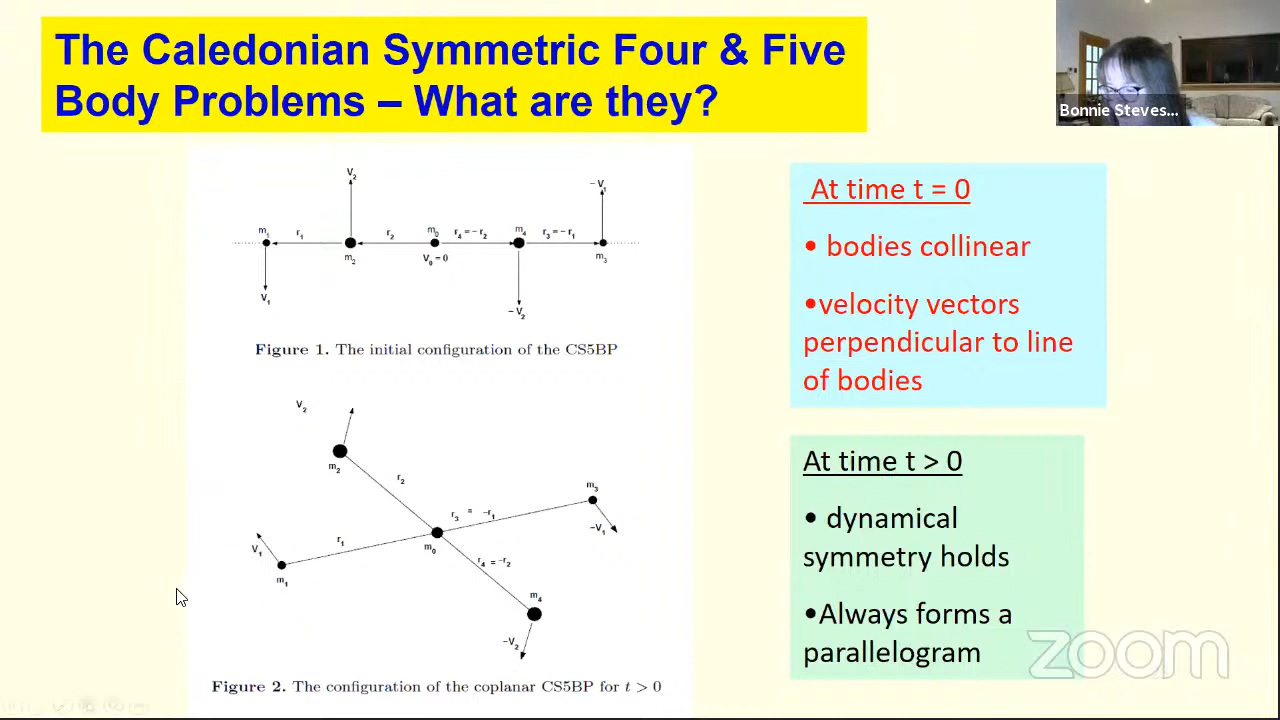 The Caledonian Symmetric Four & Five
Body Problems – What are they?
Bonnie Steves...
V₂
– V₁
m₁ r₁ r₂ m₀ r₄ = – r₂ m₄ r₃ = – r₁
m₂ V₀ = 0 m₃
V₁
– V₂
Figure 1. The initial configuration of the CS5BP
V₂
m₂
r₂
m₃
r₃ = –r₁
–V₁
V₁ r₁ m₀
r₄ = –r₂
m₁
m₄
–V₂
Figure 2. The configuration of the coplanar CS5BP for t > 0
At time t = 0
• bodies collinear
•velocity vectors
perpendicular to line
of bodies
At time t > 0
• dynamical
symmetry holds
•Always forms a
parallelogram
zoom